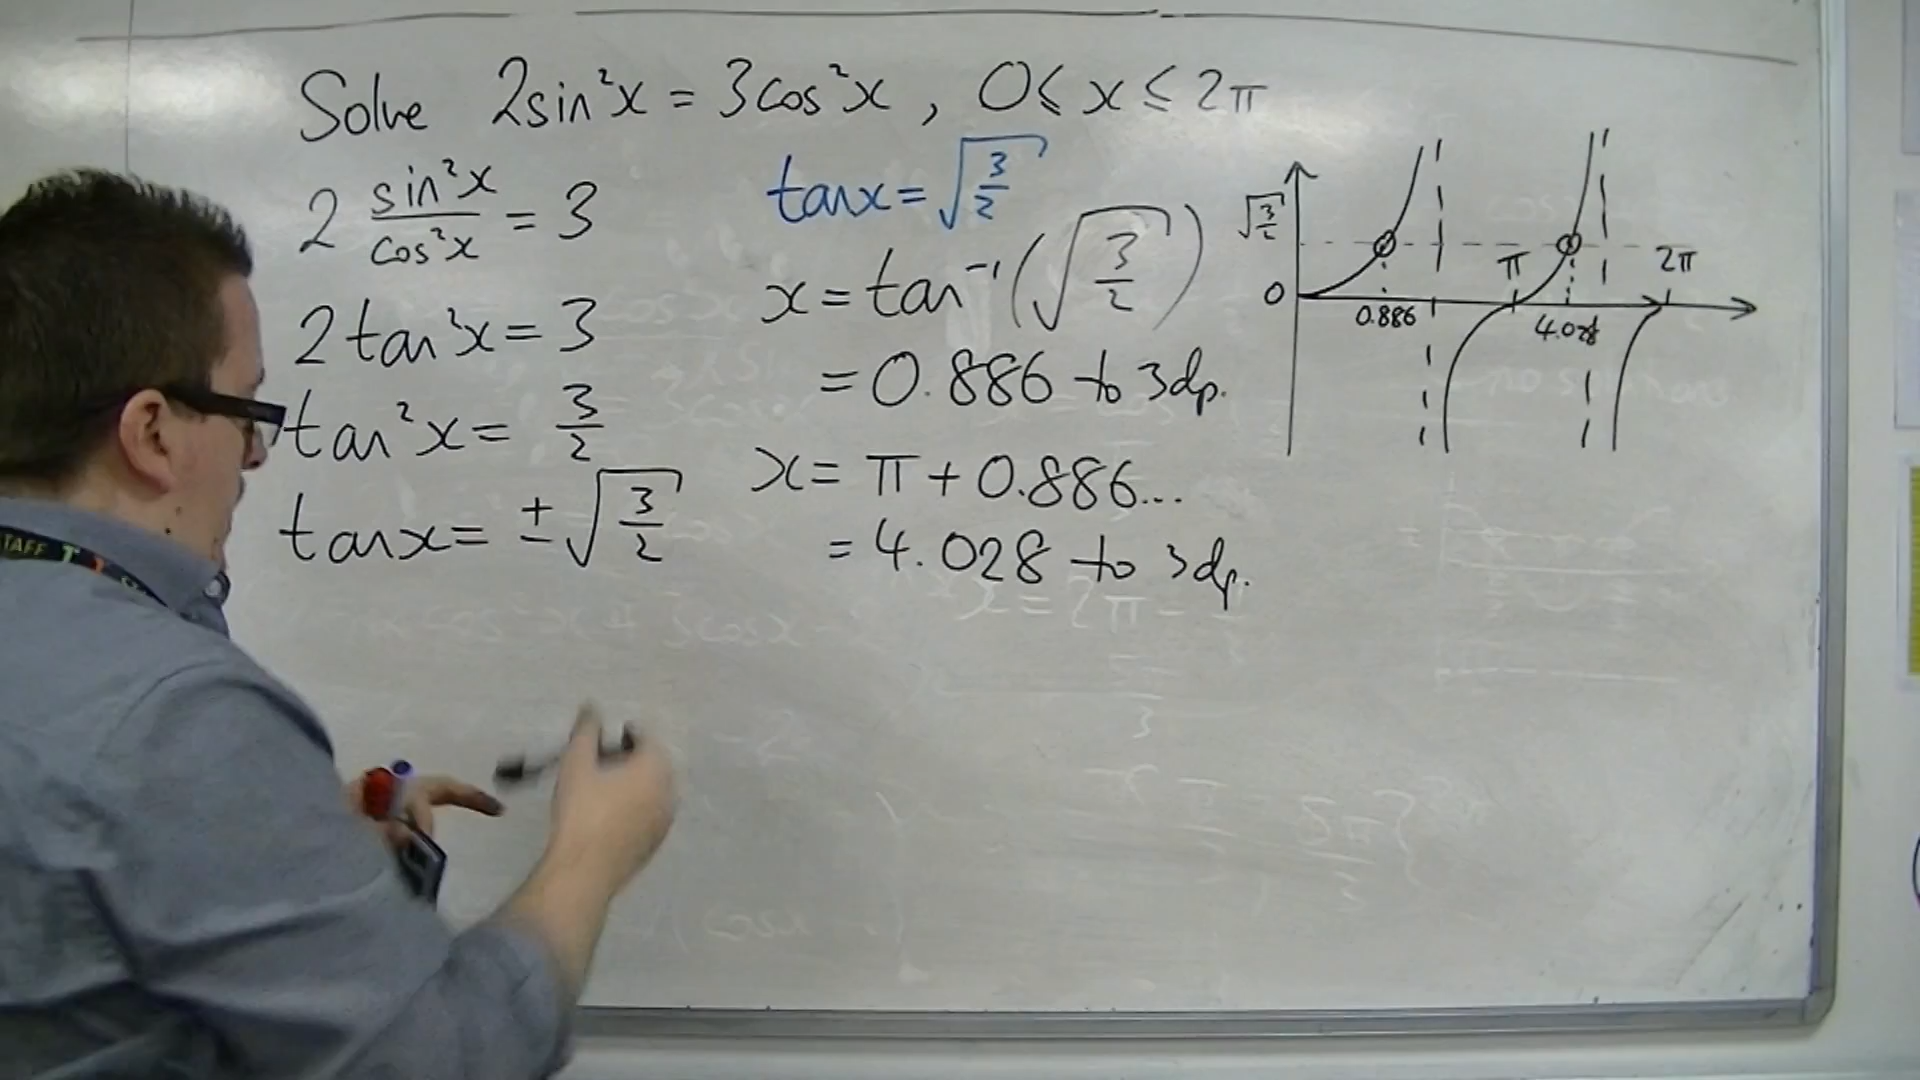 Solve 2sin²x = 3cos²x , 0 ≤ x ≤ 2π
2 sin²x/cos²x = 3
2tan²x = 3
tan²x = 3/2
tanx = ±√(3/2)
tanx = √(3/2)
x = tan⁻¹(√(3/2))
= 0.886 to 3dp.
x = π + 0.886...
= 4.028 to 3dp.
√(3/2)
π
2π
0
0.886
4.028
STAFF